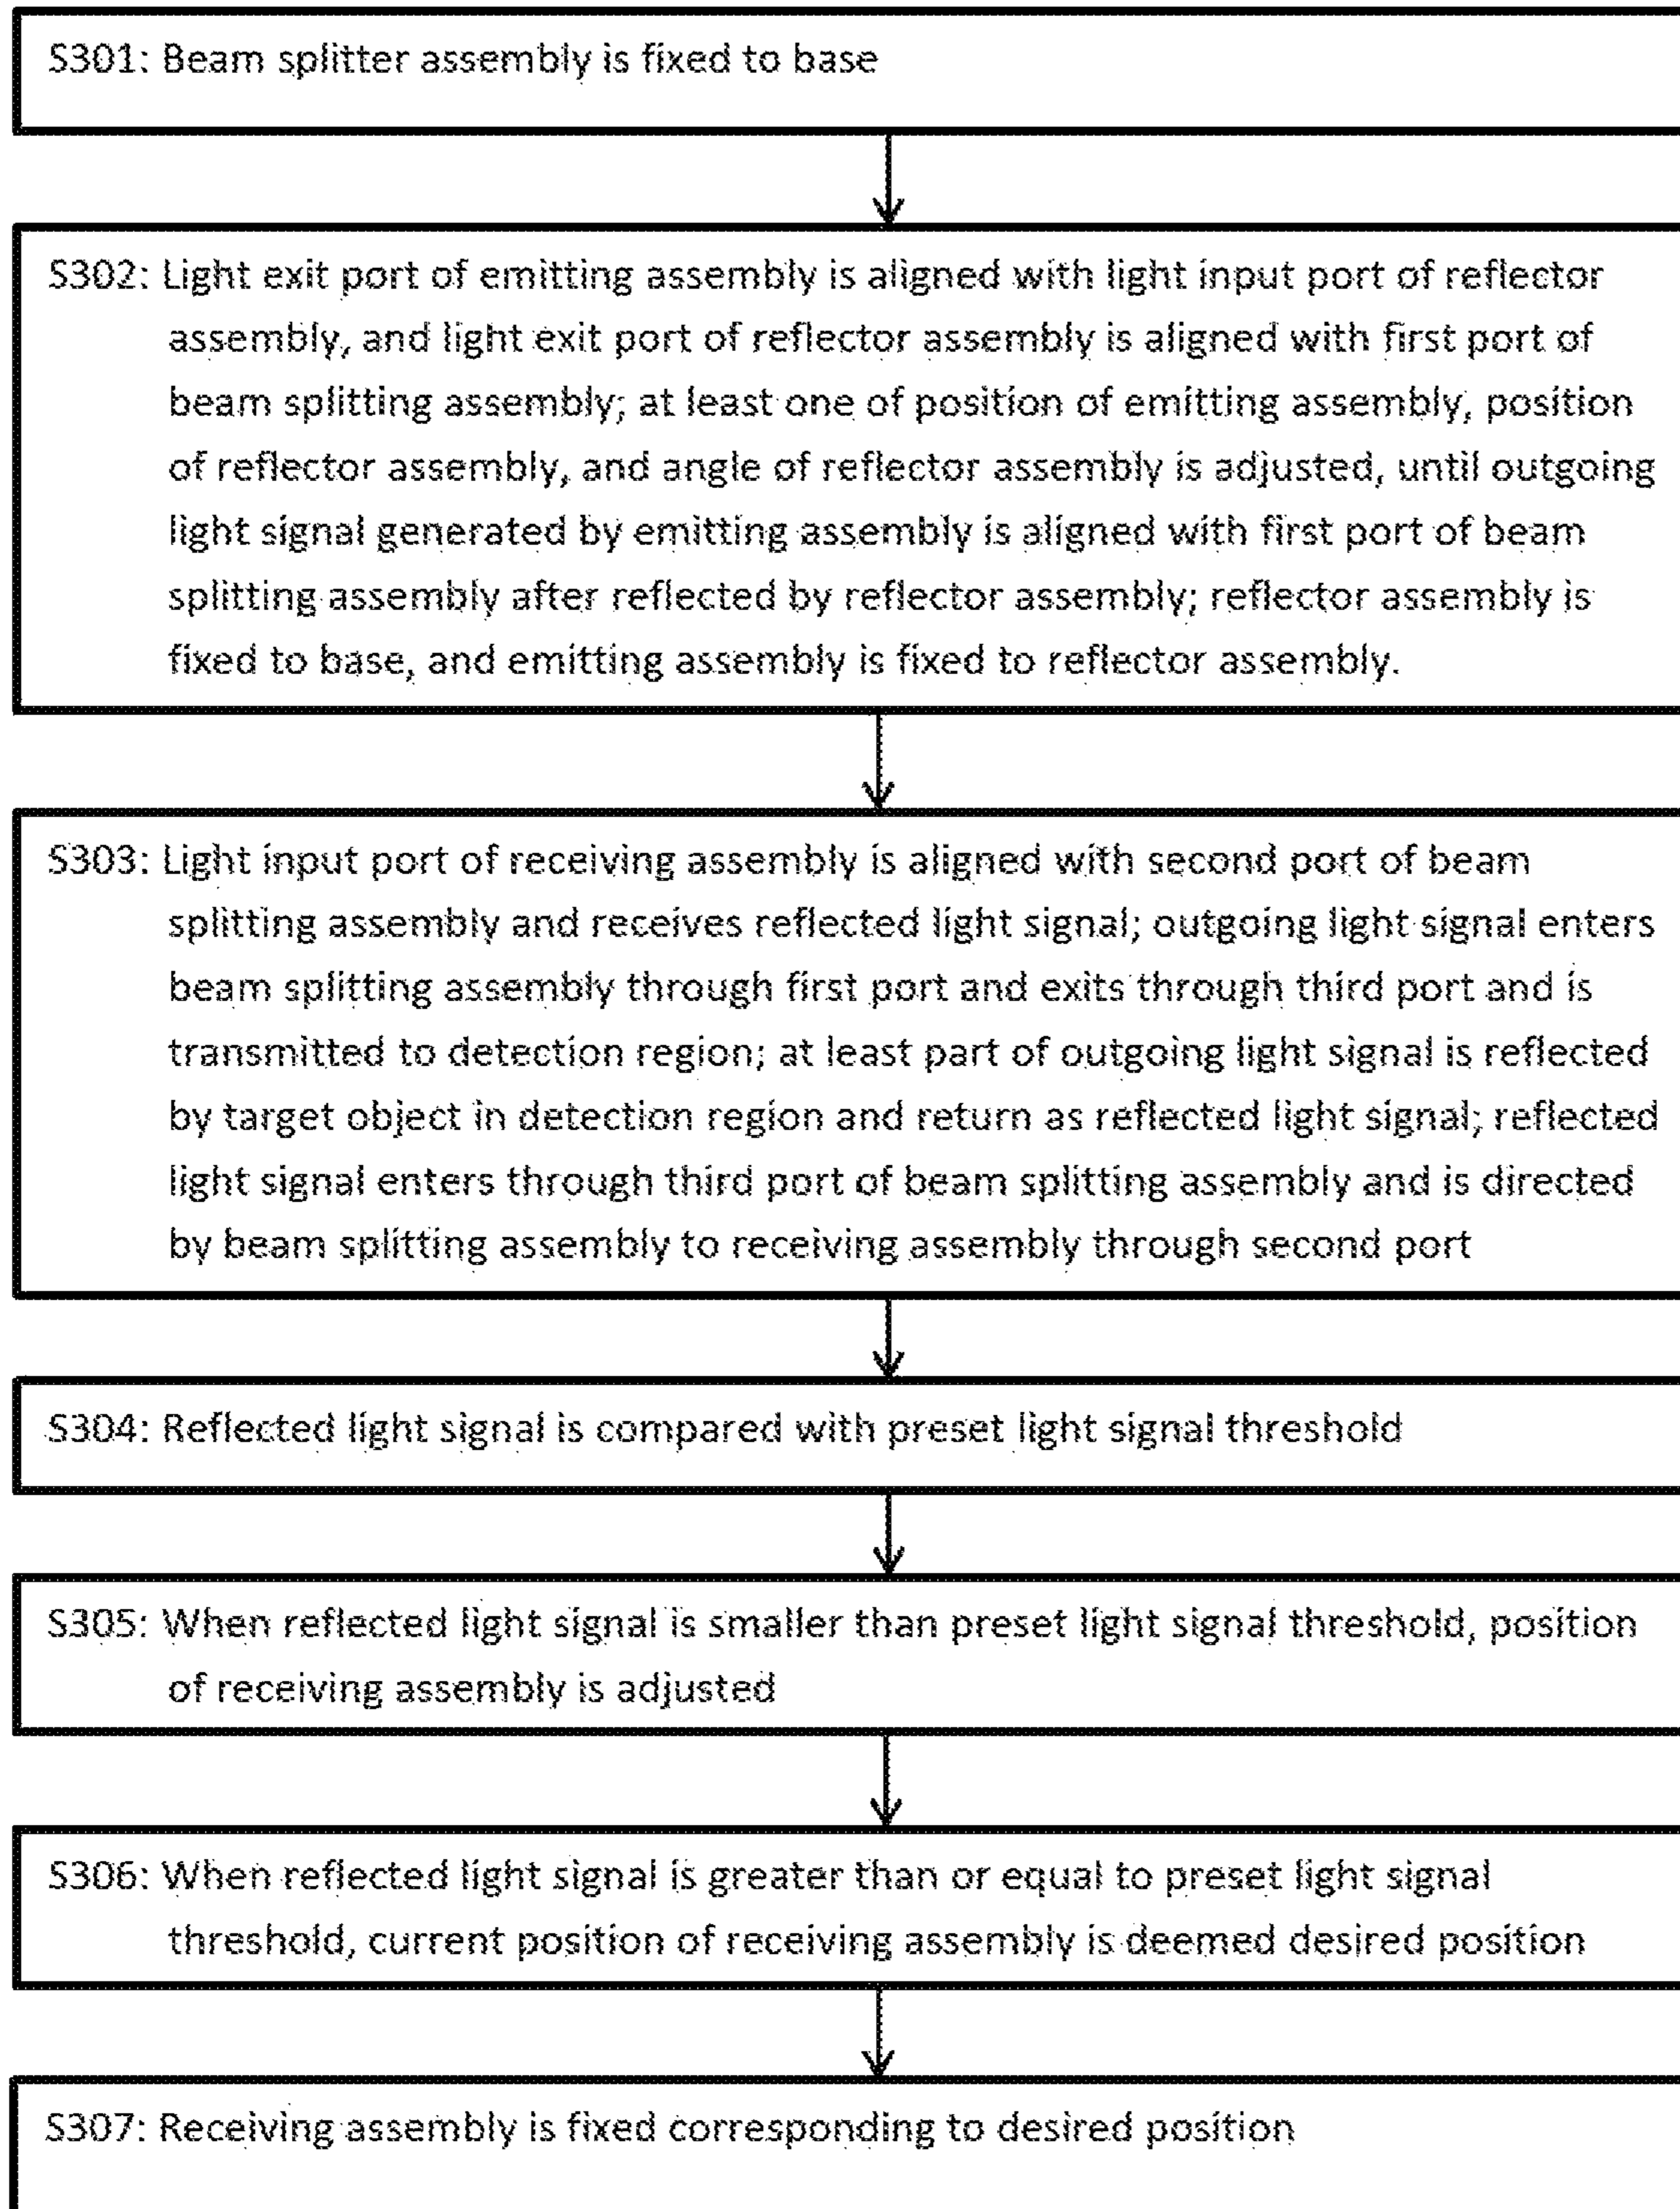 S301: Beam splitter assembly is fixed to base
S302: Light exit port of emitting assembly is aligned with light input port of reflector
assembly, and light exit port of reflector assembly is aligned with first port of
beam splitting assembly; at least one of position of emitting assembly, position
of reflector assembly, and angle of reflector assembly is adjusted, until outgoing
light signal generated by emitting assembly is aligned with first port of beam
splitting assembly after reflected by reflector assembly; reflector assembly is
fixed to base, and emitting assembly is fixed to reflector assembly.
S303: Light input port of receiving assembly is aligned with second port of beam
splitting assembly and receives reflected light signal; outgoing light signal enters
beam splitting assembly through first port and exits through third port and is
transmitted to detection region; at least part of outgoing light signal is reflected
by target object in detection region and return as reflected light signal; reflected
light signal enters through third port of beam splitting assembly and is directed
by beam splitting assembly to receiving assembly through second port
S304: Reflected light signal is compared with preset light signal threshold
S305: When reflected light signal is smaller than preset light signal threshold, position
of receiving assembly is adjusted
S306: When reflected light signal is greater than or equal to preset light signal
threshold, current position of receiving assembly is deemed desired position
S307: Receiving assembly is fixed corresponding to desired position